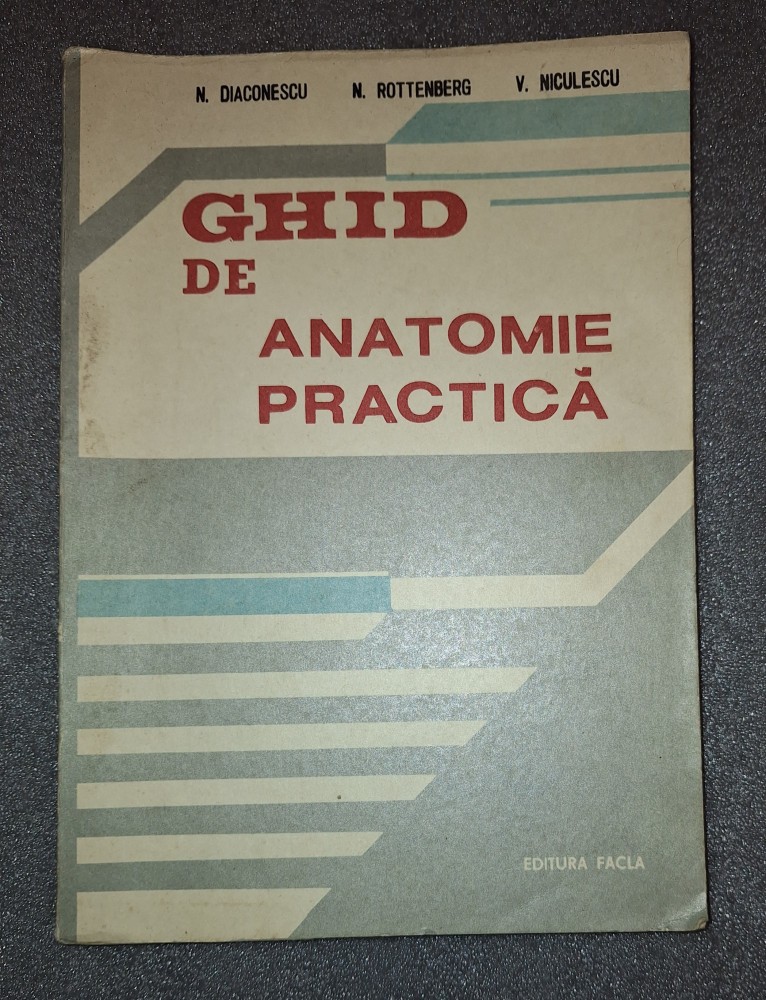 N. DIACONESCU N. ROTTENBERG V. NICULESCU
GHID
DE
ANATOMIE
PRACTICĂ
EDITURA FACLA